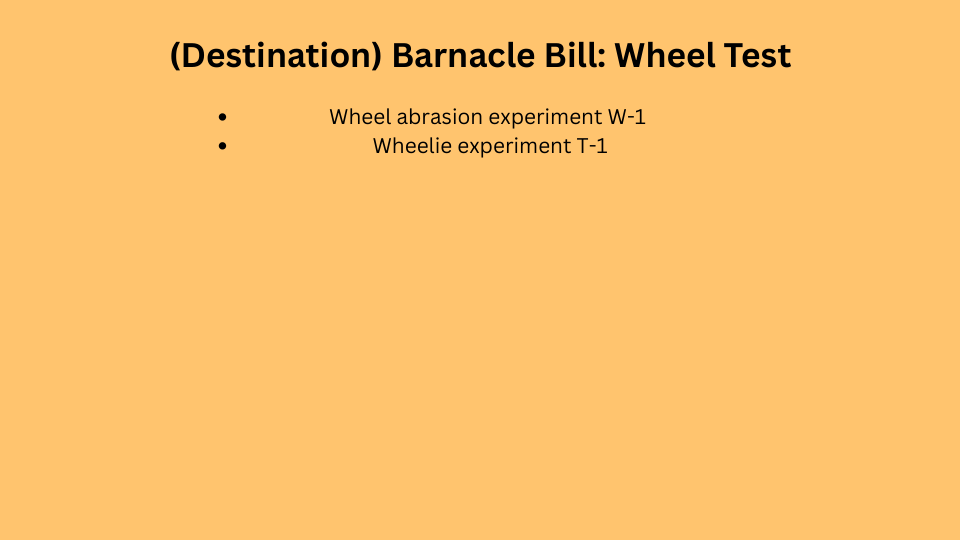 (Destination) Barnacle Bill: Wheel Test
• Wheel abrasion experiment W-1
• Wheelie experiment T-1